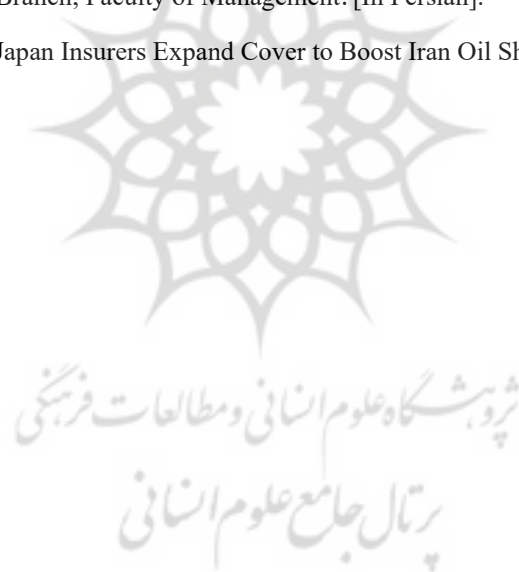 Branch, Faculty of Management. [In Persian].
Japan Insurers Expand Cover to Boost Iran Oil
پژوهشگاه علوم انسانی و مطالعات فرهنگی
پرتال جامع علوم انسانی